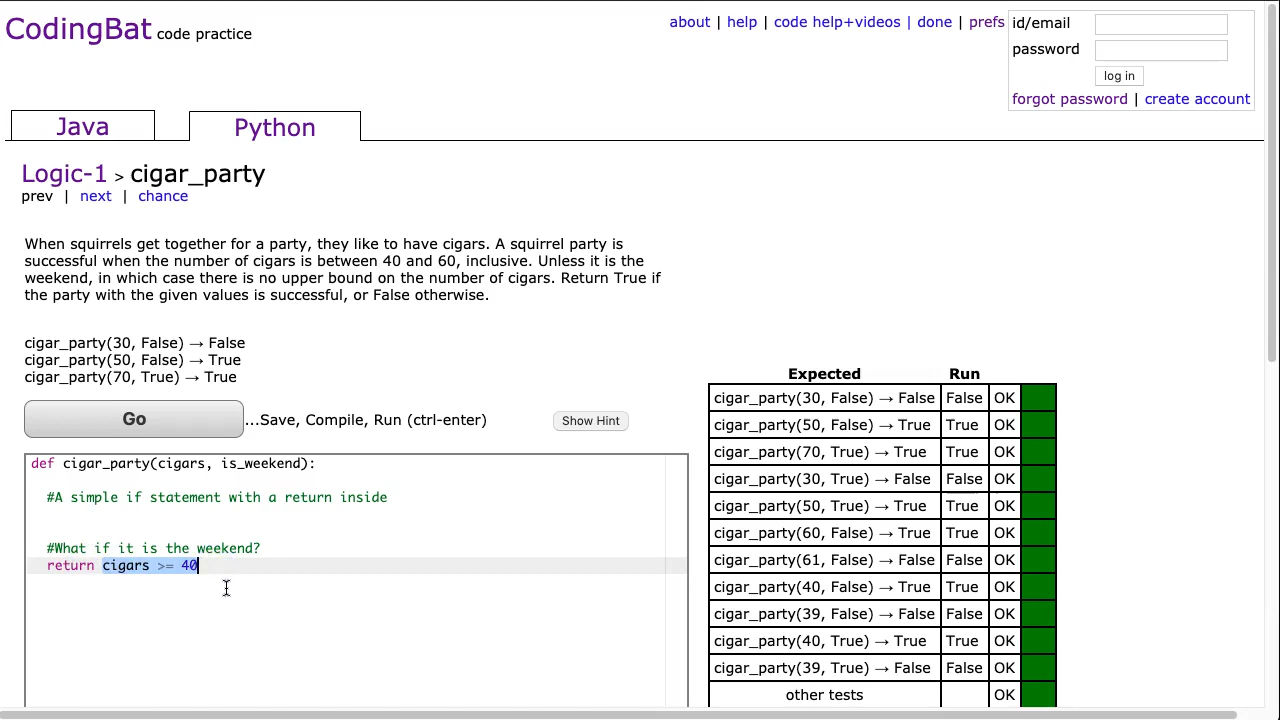 CodingBat code practice
about | help | code help+videos | done | prefs
id/email
password
log in
forgot password | create account
Java
Python
Logic-1 > cigar_party
prev | next | chance
When squirrels get together for a party, they like to have cigars. A squirrel party is
successful when the number of cigars is between 40 and 60, inclusive. Unless it is the
weekend, in which case there is no upper bound on the number of cigars. Return True if
the party with the given values is successful, or False otherwise.
cigar_party(30, False) → False
cigar_party(50, False) → True
cigar_party(70, True) → True
Go ...Save, Compile, Run (ctrl-enter) Show Hint
def cigar_party(cigars, is_weekend):
#A simple if statement with a return inside
#What if it is the weekend?
return cigars >= 40
Expected Run
cigar_party(30, False) → False False OK
cigar_party(50, False) → True True OK
cigar_party(70, True) → True True OK
cigar_party(30, True) → False False OK
cigar_party(50, True) → True True OK
cigar_party(60, False) → True True OK
cigar_party(61, False) → False False OK
cigar_party(40, False) → True True OK
cigar_party(39, False) → False False OK
cigar_party(40, True) → True True OK
cigar_party(39, True) → False False OK
other tests OK